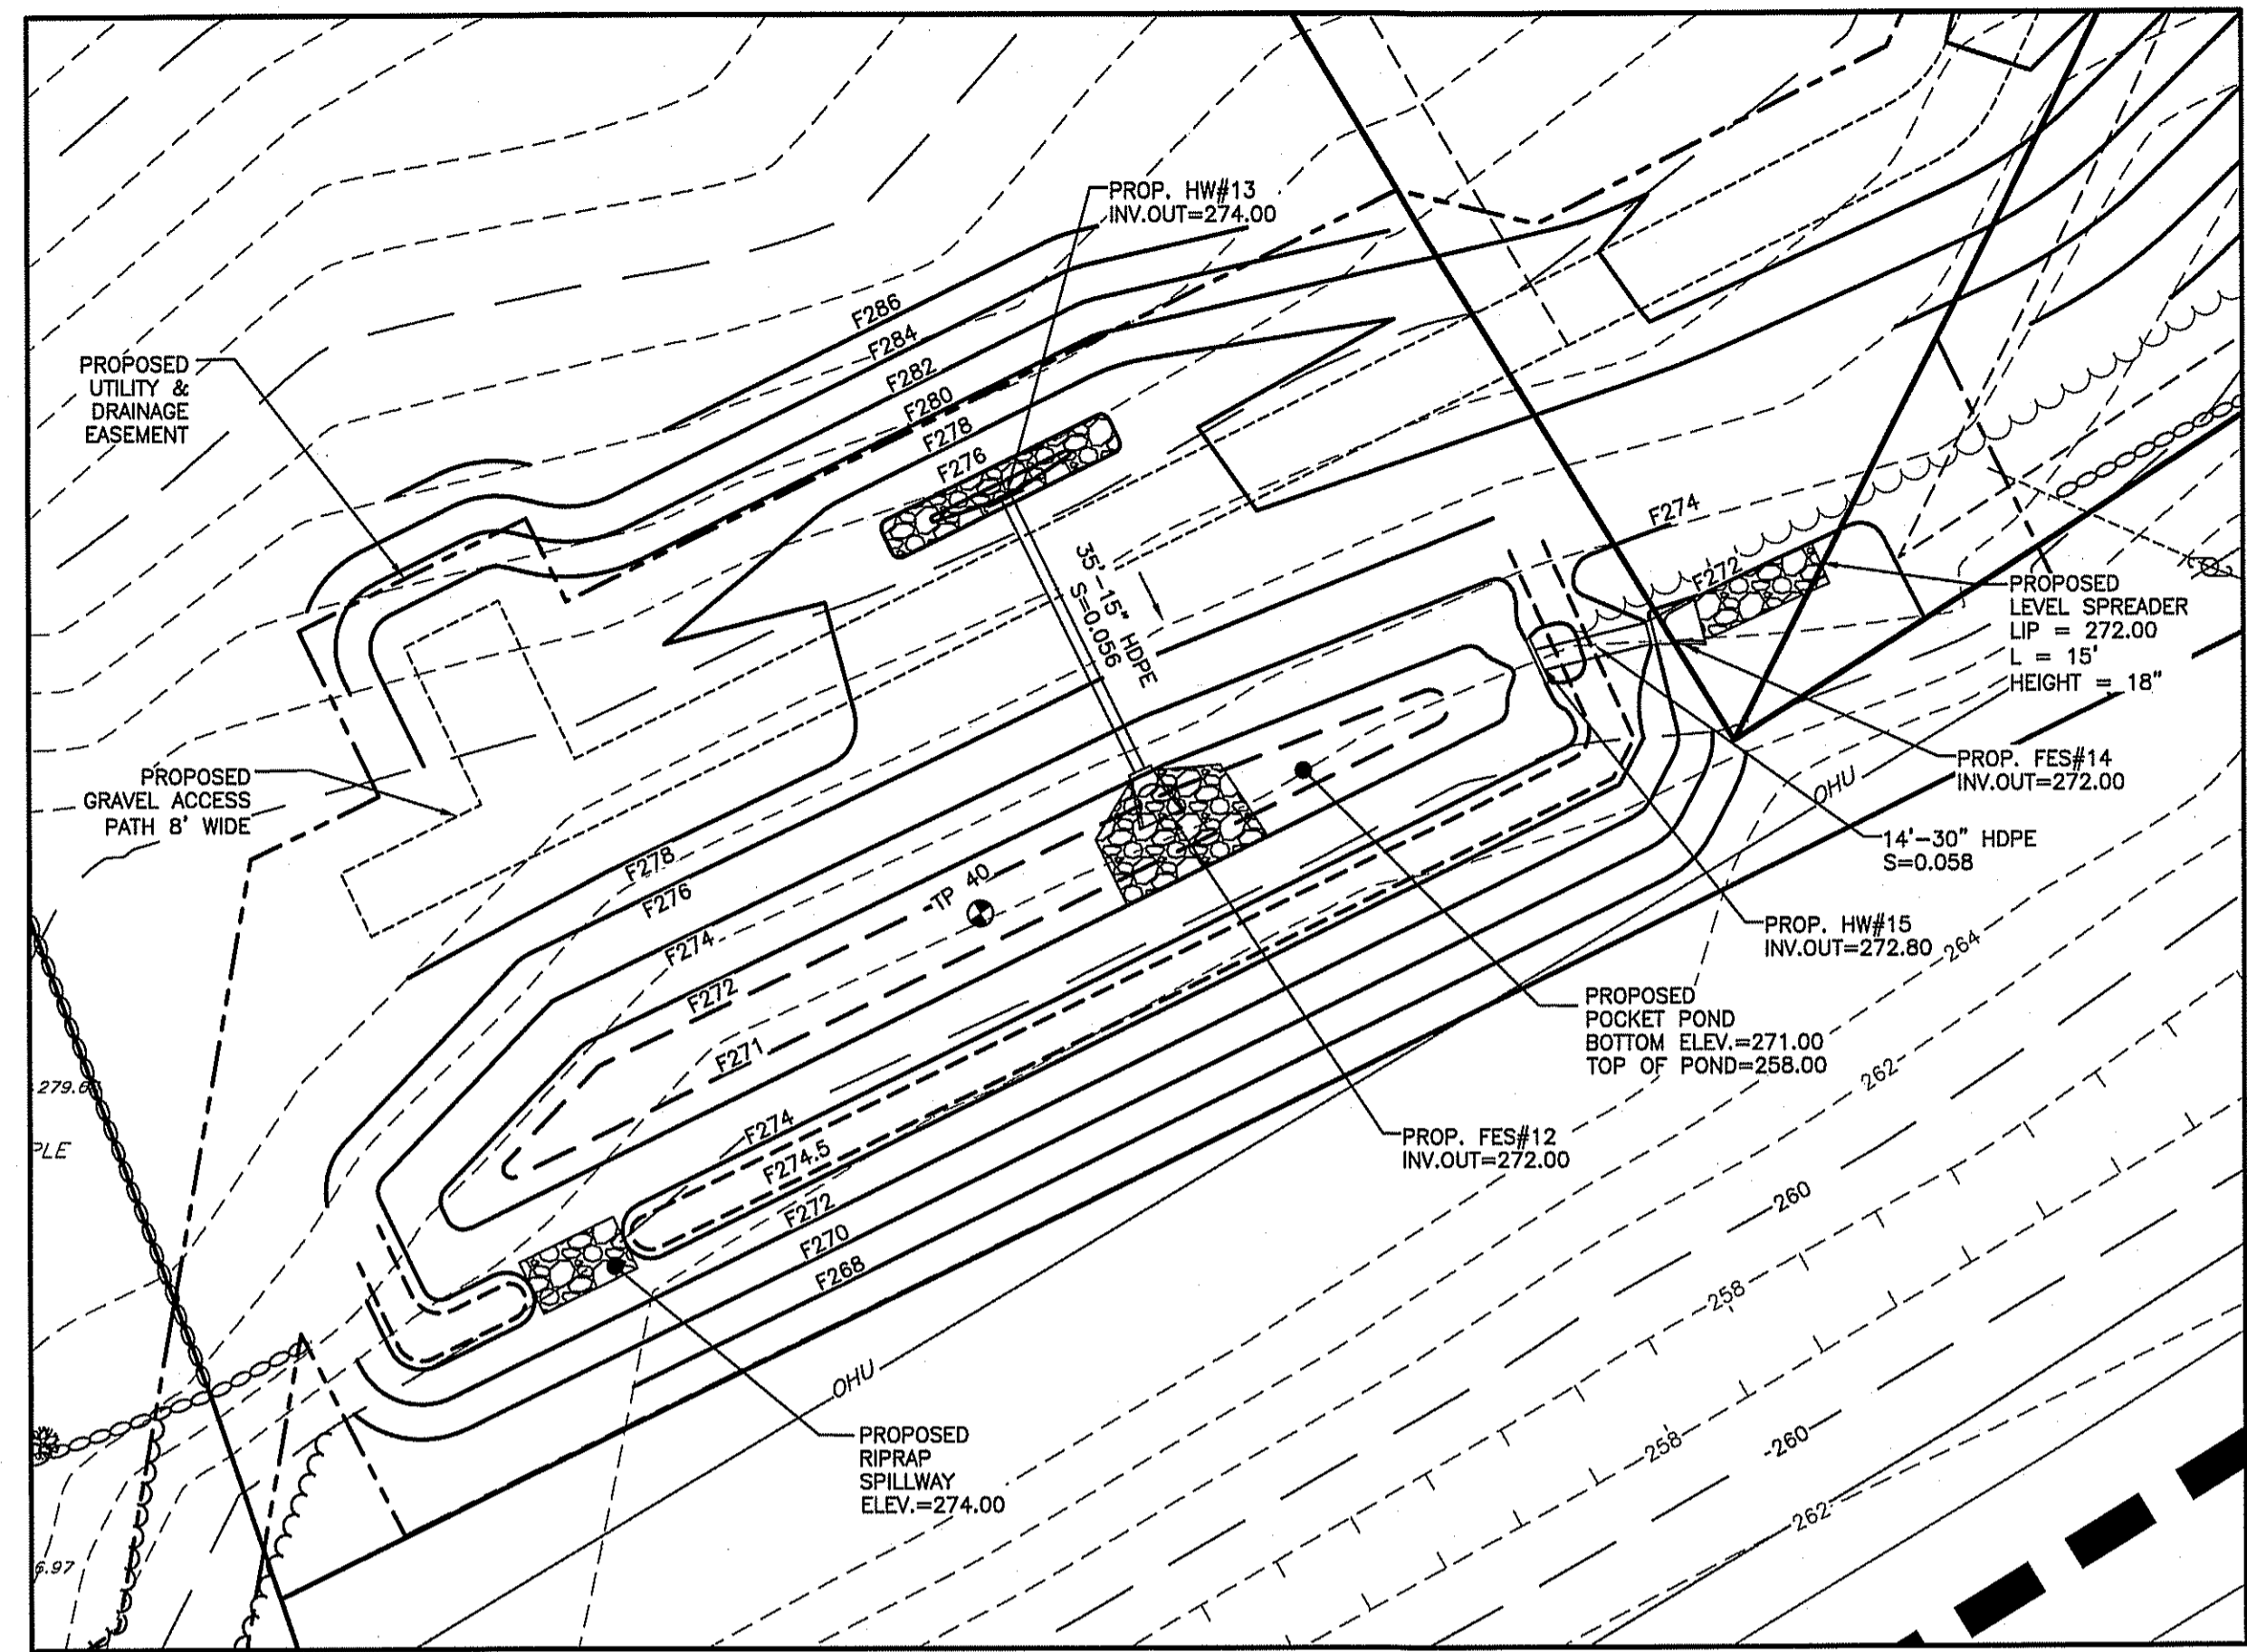 PROP. HW#13
INV.OUT=274.00
F286
F284
F282
F280
F278
F276
PROPOSED
UTILITY &
DRAINAGE
EASEMENT
35'-15" HDPE
S=0.056
F274
F272
PROPOSED
LEVEL SPREADER
LIP = 272.00
L = 15'
HEIGHT = 18"
PROPOSED
GRAVEL ACCESS
PATH 8' WIDE
PROP. FES#14
INV.OUT=272.00
OHU
14'-30" HDPE
S=0.058
F278
F276
F274
F272
F271
TP 40
PROP. HW#15
INV.OUT=272.80
264
PROPOSED
POCKET POND
BOTTOM ELEV.=271.00
TOP OF POND=258.00
262
PLE
F274
F274.5
F272
F270
F268
PROP. FES#12
INV.OUT=272.00
260
258
OHU
PROPOSED
RIPRAP
SPILLWAY
ELEV.=274.00
258
260
262
6.97